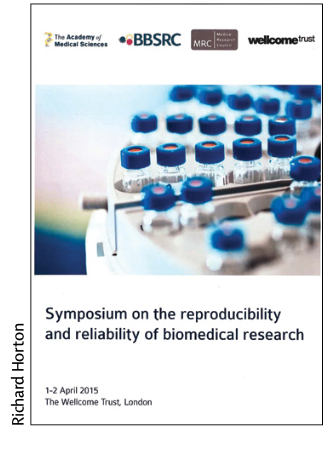 The Academy of
Medical Sciences
BBSRC
MRC
Medical
Research
Council
wellcometrust
Symposium on the reproducibility
and reliability of biomedical research
1-2 April 2015
The Wellcome Trust, London
Richard Horton